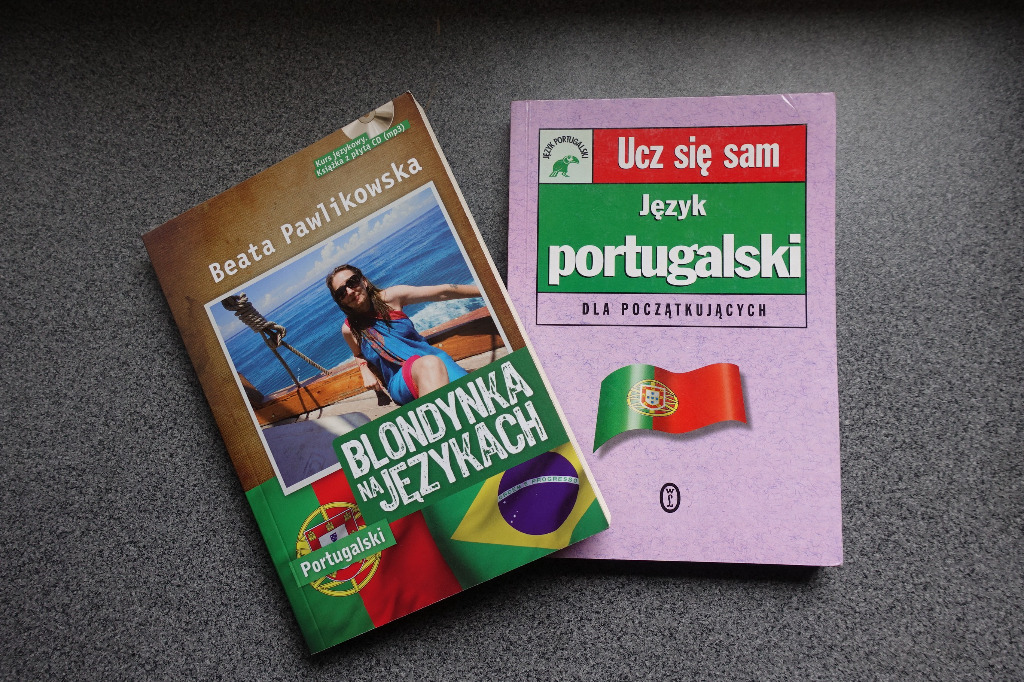 Kurs językowy.
Książka z płytą CD (mp3)
Beata Pawlikowska
BLONDYNKA
NA JĘZYKACH
Portugalski
JĘZYK PORTUGALSKI
Ucz się sam
Język
portugalski
DLA POCZĄTKUJĄCYCH